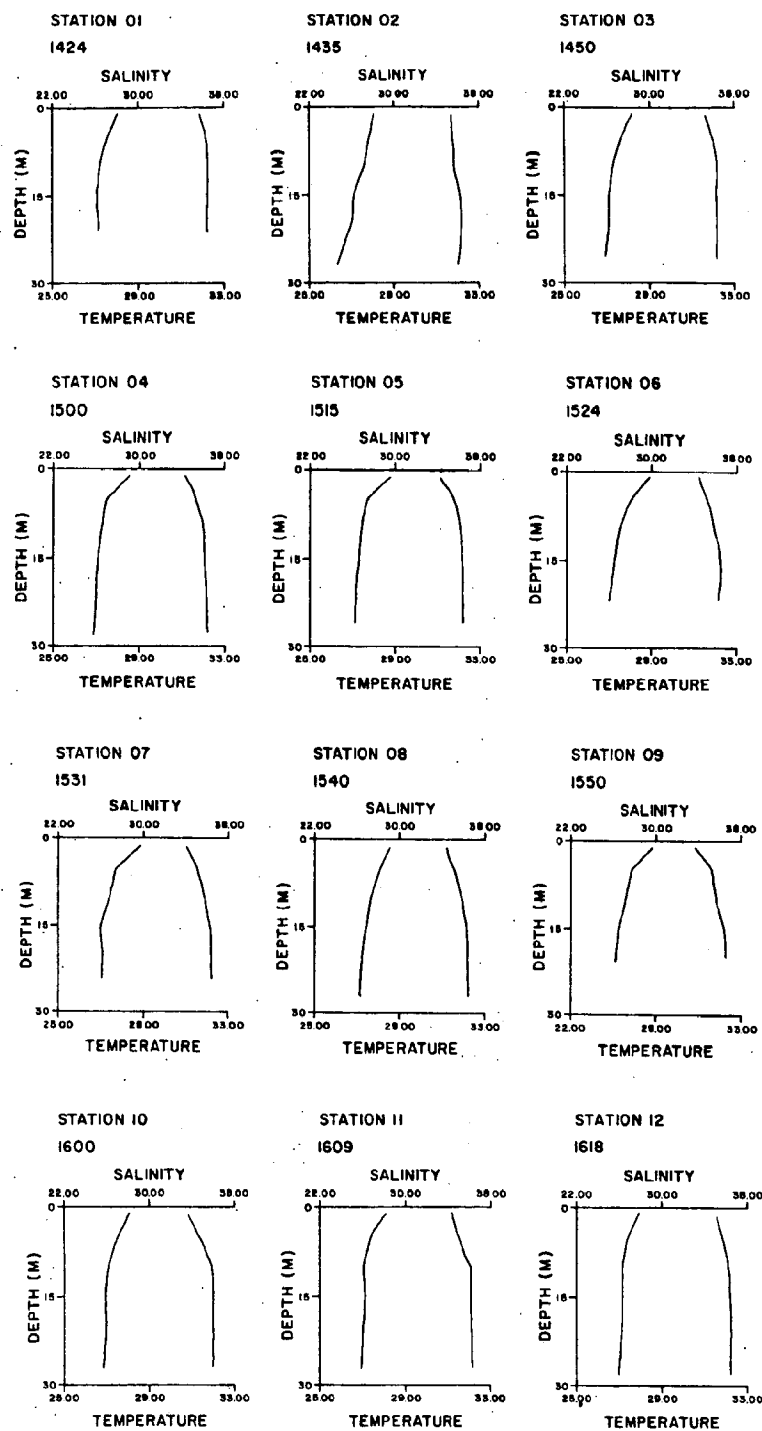 STATION 01
1424
SALINITY
22.00 30.00 38.00
0
DEPTH (M)
15
30
25.00 29.00 33.00
TEMPERATURE
STATION 02
1435
SALINITY
22.00 30.00 38.00
0
DEPTH (M)
15
30
25.00 29.00 33.00
TEMPERATURE
STATION 03
1450
SALINITY
22.00 30.00 38.00
0
DEPTH (M)
15
30
25.00 29.00 33.00
TEMPERATURE
STATION 04
1500
SALINITY
22.00 30.00 38.00
0
DEPTH (M)
15
30
25.00 29.00 33.00
TEMPERATURE
STATION 05
1515
SALINITY
22.00 30.00 38.00
0
DEPTH (M)
15
30
25.00 29.00 33.00
TEMPERATURE
STATION 06
1524
SALINITY
22.00 30.00 38.00
0
DEPTH (M)
15
30
25.00 29.00 33.00
TEMPERATURE
STATION 07
1531
SALINITY
22.00 30.00 38.00
0
DEPTH (M)
15
30
25.00 29.00 33.00
TEMPERATURE
STATION 08
1540
SALINITY
22.00 30.00 38.00
0
DEPTH (M)
15
30
25.00 29.00 33.00
TEMPERATURE
STATION 09
1550
SALINITY
22.00 30.00 38.00
0
DEPTH (M)
15
30
22.00 29.00 33.00
TEMPERATURE
STATION 10
1600
SALINITY
22.00 30.00 38.00
0
DEPTH (M)
15
30
25.00 29.00 33.00
TEMPERATURE
STATION 11
1609
SALINITY
22.00 30.00 38.00
0
DEPTH (M)
15
30
25.00 29.00 33.00
TEMPERATURE
STATION 12
1618
SALINITY
22.00 30.00 38.00
0
DEPTH (M)
15
30
25.00 29.00 33.00
TEMPERATURE